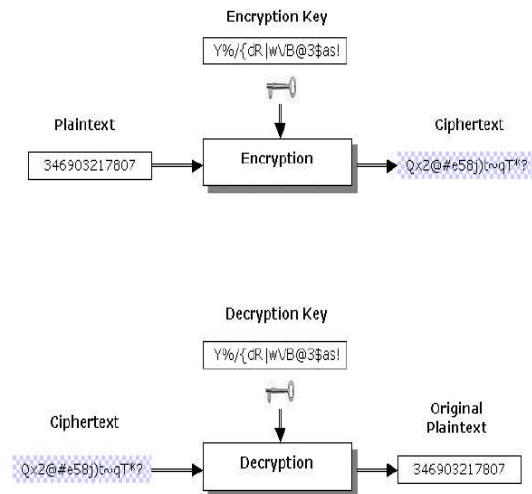 Encryption Key
Y%/{dR|wVB@3$as!
Plaintext
Ciphertext
346903217807
Encryption
Qx2@#e58j)t~qT*?
Decryption Key
Y%/{dR|wVB@3$as!
Ciphertext
Original
Plaintext
Qx2@#e58j)t~qT*?
Decryption
346903217807